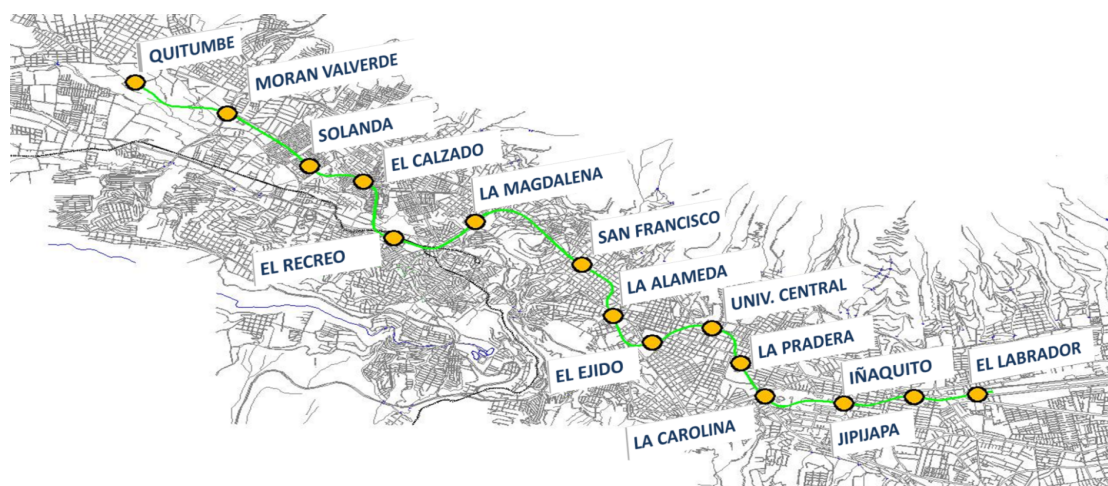 QUITUMBE
MORAN VALVERDE
SOLANDA
EL CALZADO
LA MAGDALENA
EL RECREO
SAN FRANCISCO
LA ALAMEDA
UNIV. CENTRAL
EL EJIDO
LA PRADERA
IÑAQUITO
EL LABRADOR
LA CAROLINA
JIPIJAPA